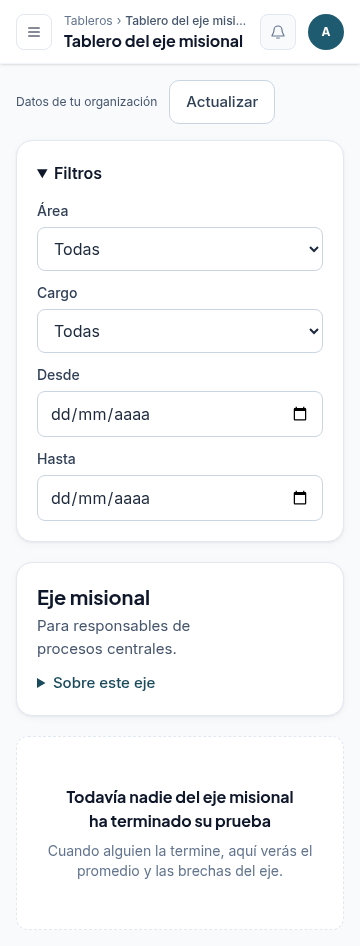 Tableros › Tablero del eje misi...
Tablero del eje misional
A
Datos de tu organización
Actualizar
Filtros
Área
Todas
Cargo
Todas
Desde
dd/mm/aaaa
Hasta
dd/mm/aaaa
Eje misional
Para responsables de
procesos centrales.
Sobre este eje
Todavía nadie del eje misional
ha terminado su prueba
Cuando alguien la termine, aquí verás el
promedio y las brechas del eje.